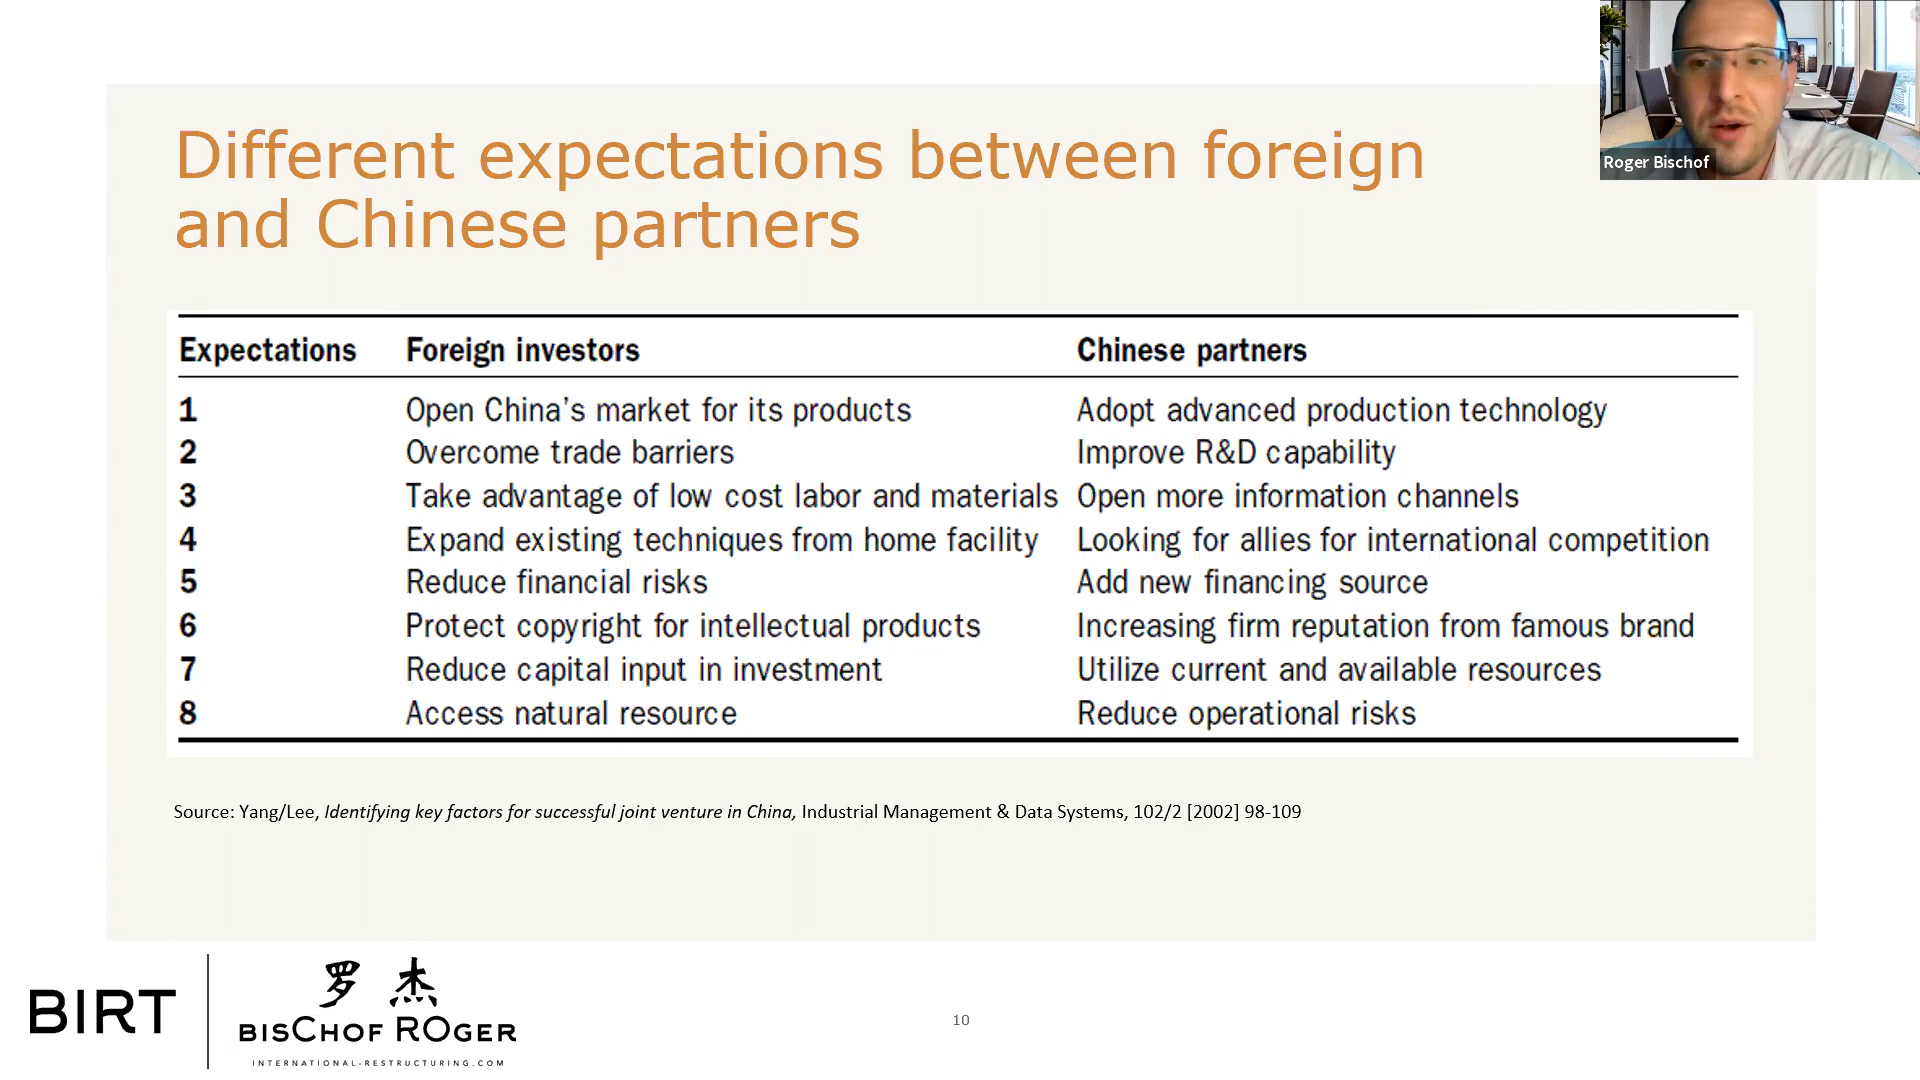 Roger Bischof
Different expectations between foreign
and Chinese partners
Expectations Foreign investors Chinese partners
1 Open China's market for its products Adopt advanced production technology
2 Overcome trade barriers Improve R&D capability
3 Take advantage of low cost labor and materials Open more information channels
4 Expand existing techniques from home facility Looking for allies for international competition
5 Reduce financial risks Add new financing source
6 Protect copyright for intellectual products Increasing firm reputation from famous brand
7 Reduce capital input in investment Utilize current and available resources
8 Access natural resource Reduce operational risks
Source: Yang/Lee, Identifying key factors for successful joint venture in China, Industrial Management & Data Systems, 102/2 [2002] 98-109
BIRT
罗 杰
BISCHOF ROGER
INTERNATIONAL-RESTRUCTURING.COM
10